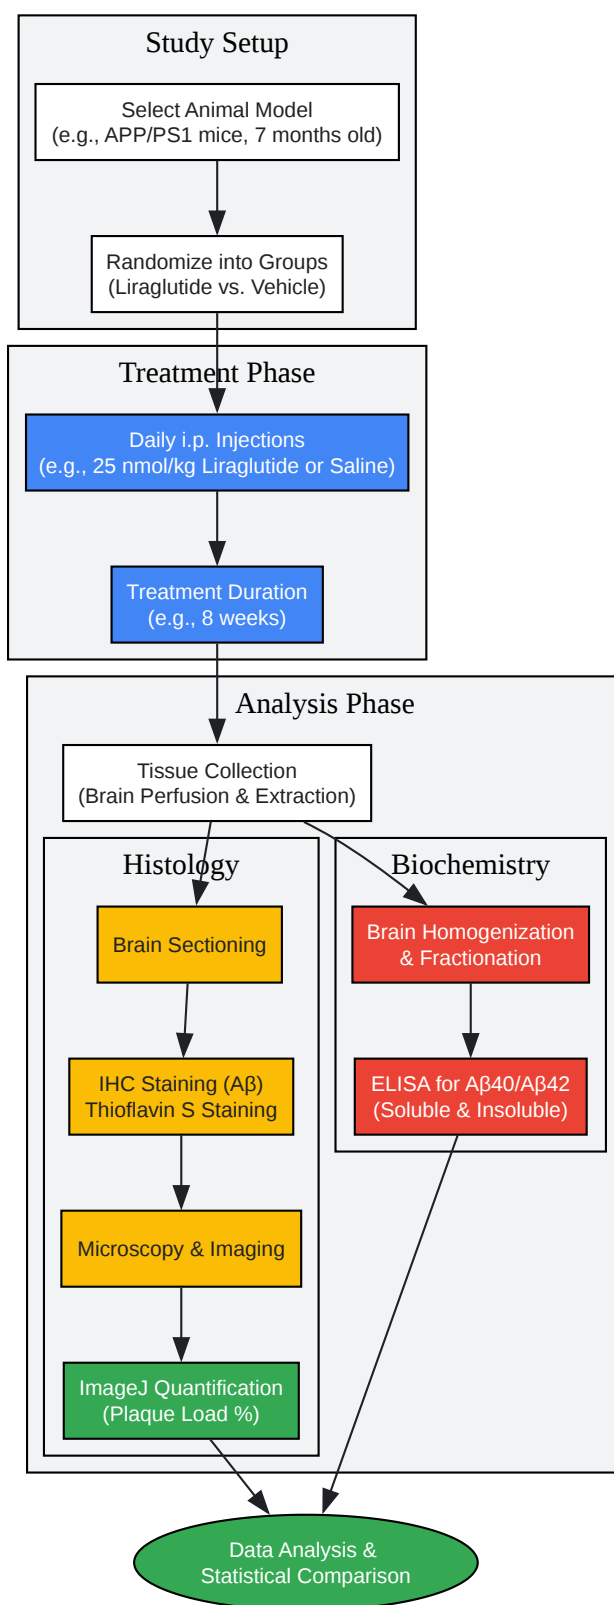 Study Setup
Select Animal Model
(e.g., APP/PS1 mice, 7 months old)
Randomize into Groups
(Liraglutide vs. Vehicle)
Treatment Phase
Daily i.p. Injections
(e.g., 25 nmol/kg Liraglutide or Saline)
Treatment Duration
(e.g., 8 weeks)
Analysis Phase
Tissue Collection
(Brain Perfusion & Extraction)
Histology
Brain Sectioning
IHC Staining (Aβ)
Thioflavin S Staining
Microscopy & Imaging
ImageJ Quantification
(Plaque Load %)
Biochemistry
Brain Homogenization
& Fractionation
ELISA for Aβ40/Aβ42
(Soluble & Insoluble)
Data Analysis &
Statistical Comparison